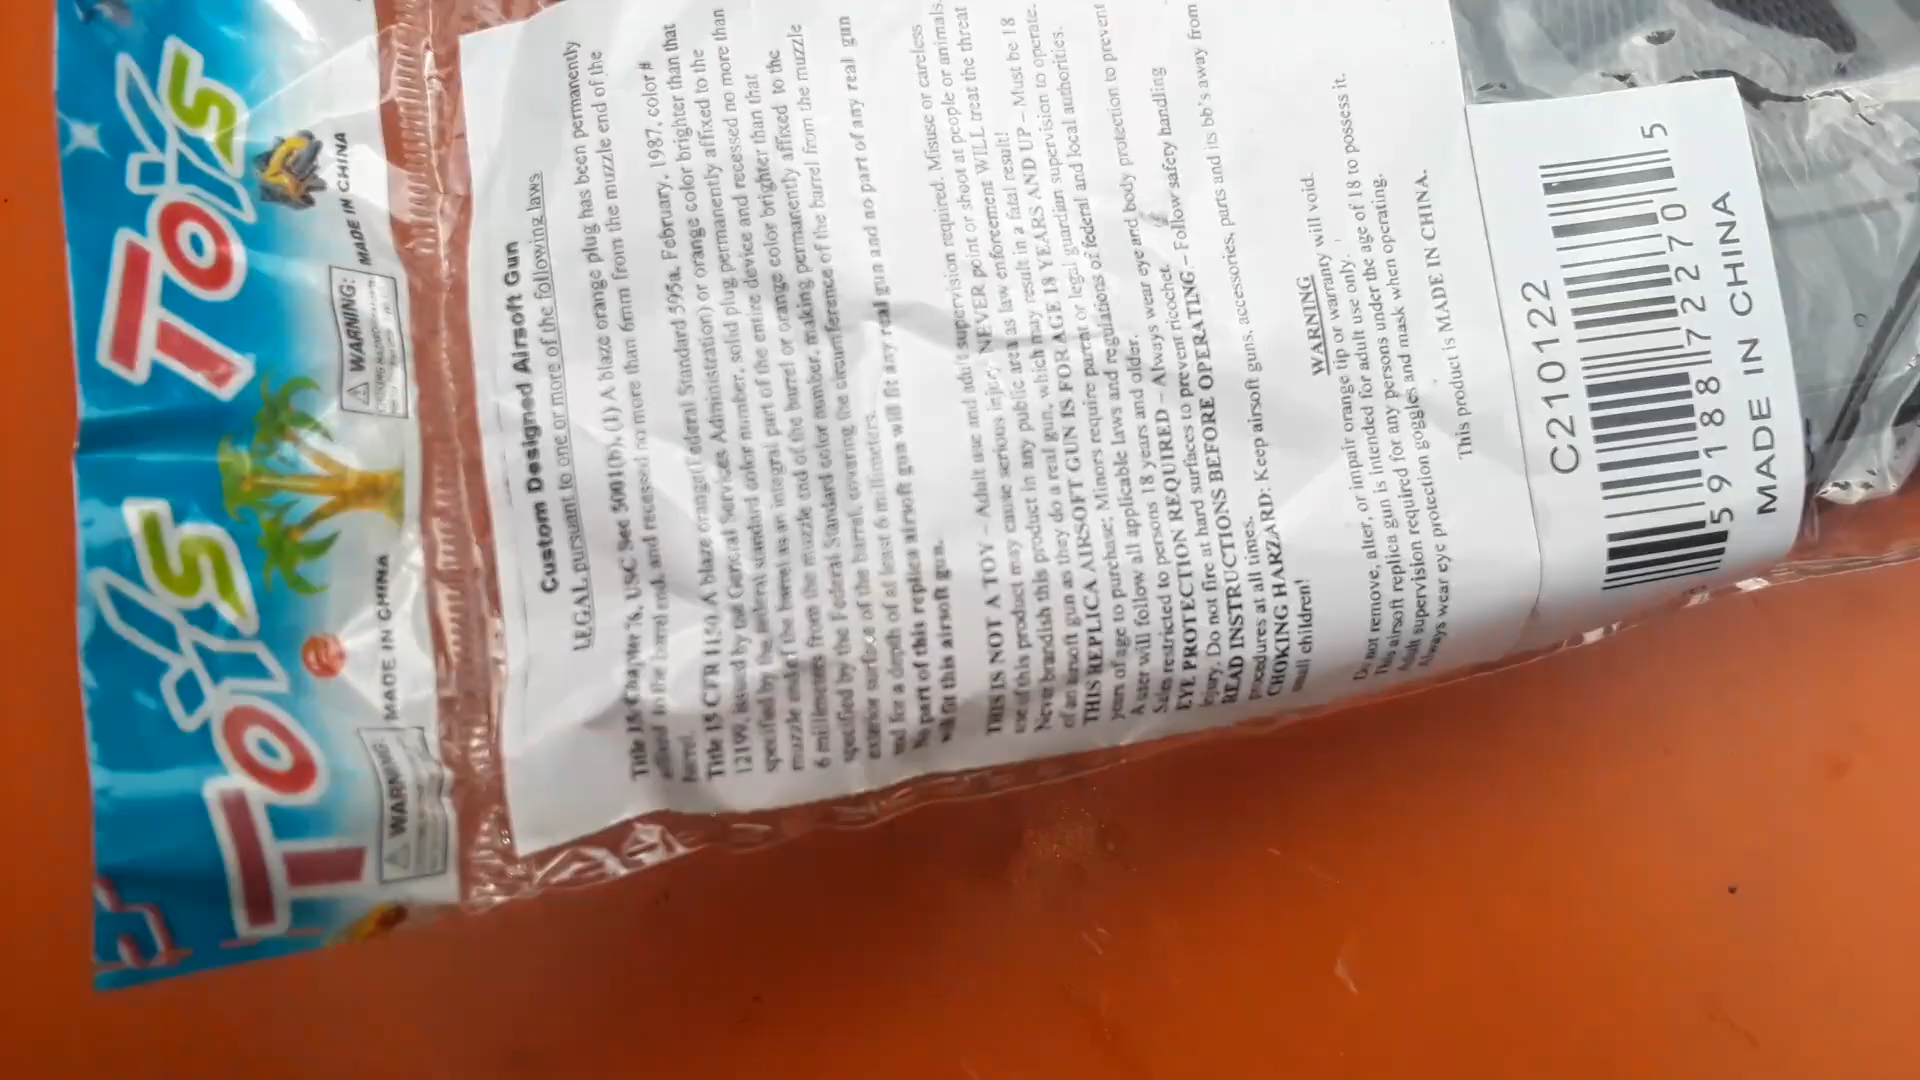 TOYS TOYS
WARNING: MADE IN CHINA WARNING: MADE IN CHINA
Custom Designed Airsoft Gun
LEGAL pursuant to one or more of the following laws
Title 15 Chapter 76, USC Sec 5001(b), (1) A blaze orange plug has been permanently
affixed to the barrel end, and recessed no more than 6mm from the muzzle end of the
barrel.
Title 15 CFR 1150, A blaze orange (Federal Standard 595a, February, 1987, color #
12199, issued by the General Services Administration) or orange color brighter than that
specified by the federal standard color number, solid plug permanently affixed to the
muzzle end of the barrel as an integral part of the entire device and recessed no more than
6 millimeters from the muzzle end of the barrel or orange color brighter than that
specified by the Federal Standard color number, making permanently affixed to the
exterior surface of the barrel, covering the circumference of the barrel from the muzzle
end for a depth of at least 6 millimeters.
No part of this replica airsoft gun will fit any real gun and no part of any real gun
will fit this airsoft gun.
THIS IS NOT A TOY – Adult use and adult supervision required. Misuse or careless
use of this product may cause serious injury. NEVER point or shoot at people or animals.
Never brandish this product in any public area as law enforcement WILL treat the threat
of an airsoft gun as they do a real gun, which may result in a fatal result!
THIS REPLICA AIRSOFT GUN IS FOR AGE 18 YEARS AND UP – Must be 18
years of age to purchase; Minors require parent or legal guardian supervision to operate.
A user will follow all applicable laws and regulations of federal and local authorities.
Sales restricted to persons 18 years and older.
EYE PROTECTION REQUIRED – Always wear eye and body protection to prevent
injury. Do not fire at hard surfaces to prevent ricochet.
READ INSTRUCTIONS BEFORE OPERATING – Follow safety handling
procedures at all times.
CHOKING HARZARD: Keep airsoft guns, accessories, parts and its bb's away from
small children!
WARNING
Do not remove, alter, or impair orange tip or warranty will void.
This airsoft replica gun is intended for adult use only.
Adult supervision required for any persons under the age of 18 to possess it.
Always wear eye protection goggles and mask when operating.
This product is MADE IN CHINA.
C210122
5 9 1 8 8 7 2 2 7 0 5
MADE IN CHINA